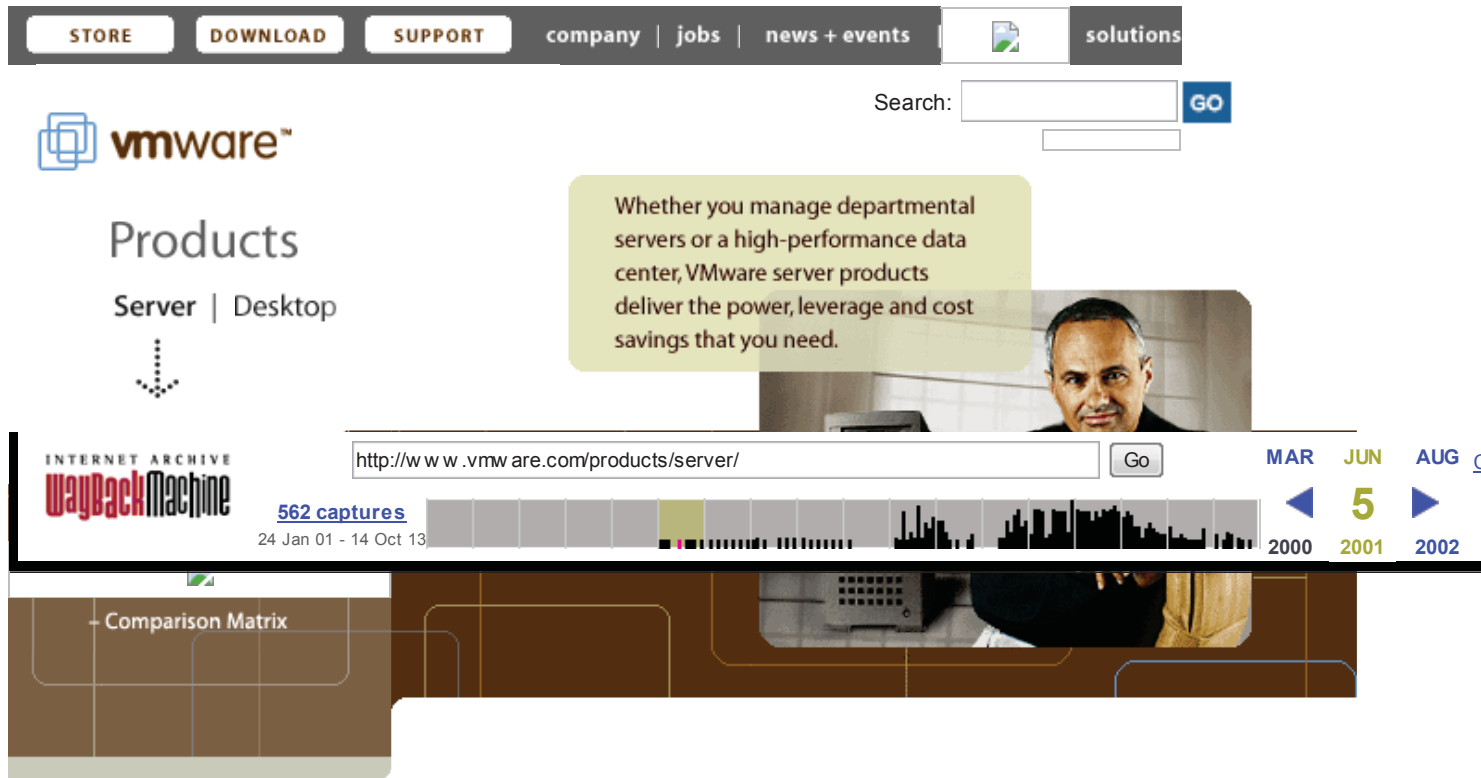 STORE DOWNLOAD SUPPORT company | jobs | news + events | solutions
Search: GO
vmware™
Products
Server | Desktop
Whether you manage departmental
servers or a high-performance data
center, VMware server products
deliver the power, leverage and cost
savings that you need.
INTERNET ARCHIVE
WayBackMachine
http://w w w .vmw are.com/products/server/
Go
562 captures
24 Jan 01 - 14 Oct 13
MAR JUN AUG
5
2000 2001 2002
– Comparison Matrix